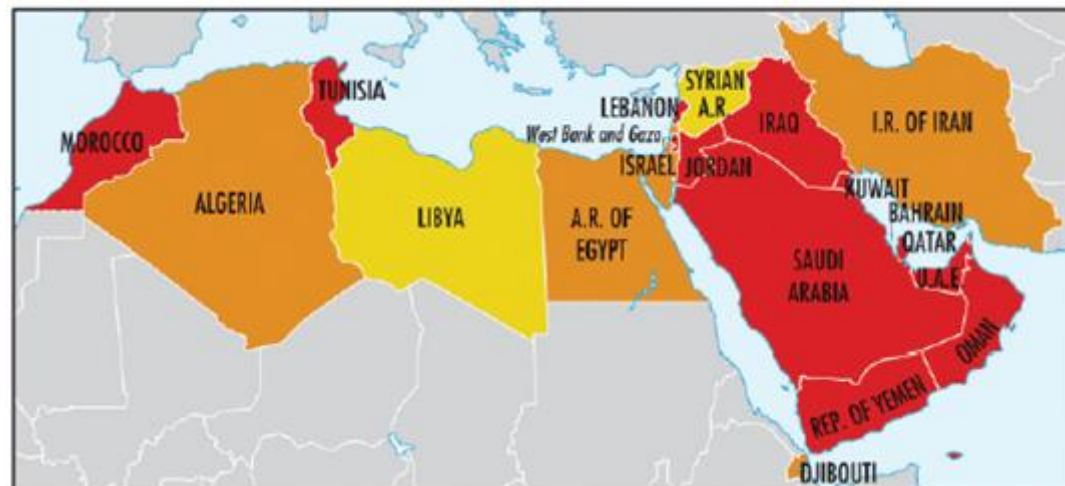 MOROCCO
TUNISIA
ALGERIA
LIBYA
A.R. OF
EGYPT
SYRIAN
A.R
LEBANON
West Bank and Gaza
ISRAEL
JORDAN
IRAQ
I.R. OF IRAN
KUWAIT
BAHRAIN
QATAR
U.A.E
SAUDI
ARABIA
OMAN
REP. OF YEMEN
DJIBOUTI